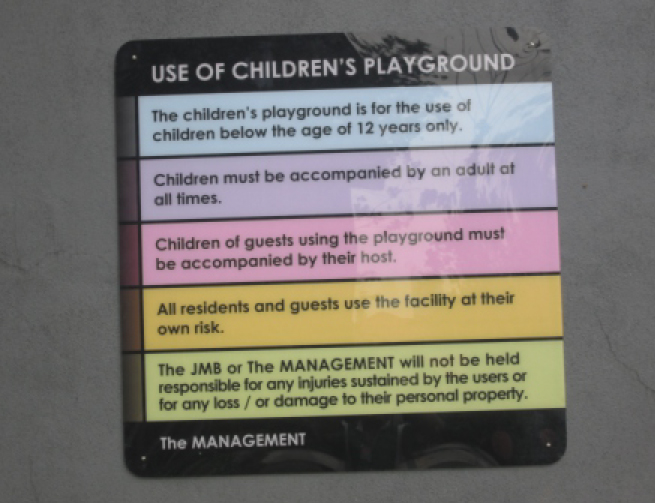 USE OF CHILDREN'S PLAYGROUND
The children's playground is for the use of
children below the age of 12 years only.
Children must be accompanied by an adult at
all times.
Children of guests using the playground must
be accompanied by their host.
All residents and guests use the facility at their
own risk.
The JMB or The MANAGEMENT will not be held
responsible for any injuries sustained by the users or
for any loss / or damage to their personal property.
The MANAGEMENT